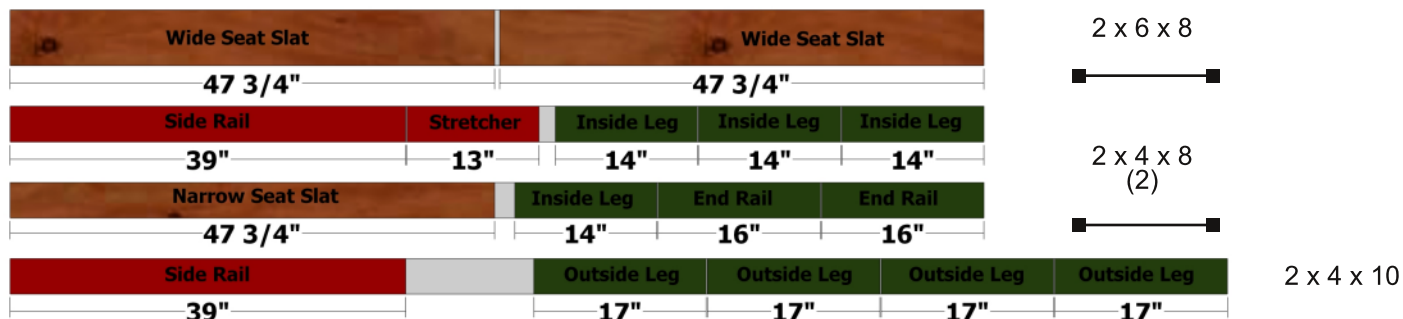 Wide Seat Slat Wide Seat Slat 2 x 6 x 8
47 3/4" 47 3/4"
Side Rail Stretcher Inside Leg Inside Leg Inside Leg
39" 13" 14" 14" 14" 2 x 4 x 8
(2)
Narrow Seat Slat Inside Leg End Rail End Rail
47 3/4" 14" 16" 16"
Side Rail Outside Leg Outside Leg Outside Leg Outside Leg 2 x 4 x 10
39" 17" 17" 17" 17"